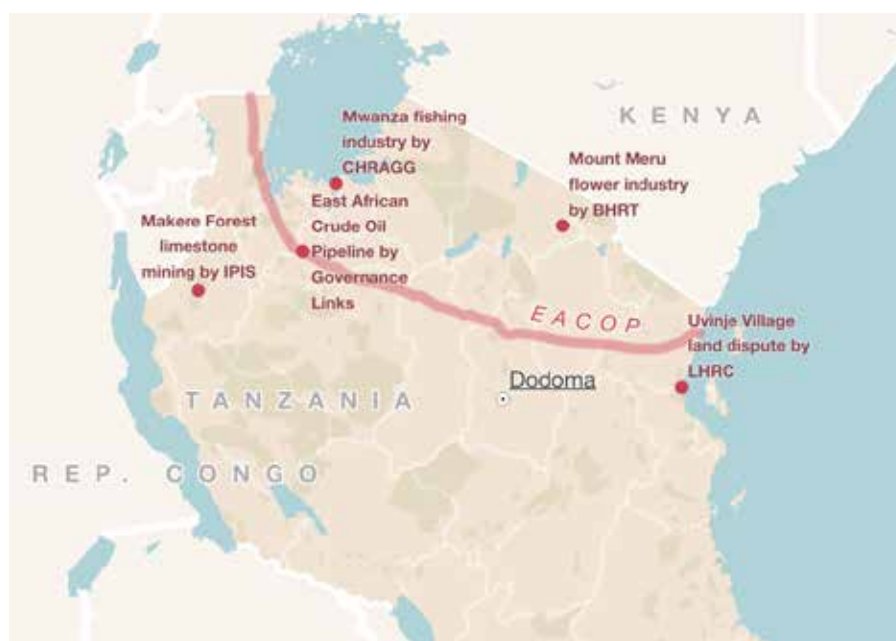 KENYA
Mwanza fishing
industry by
CHRAGG
Mount Meru
flower industry
by BHRT
East African
Crude Oil
Pipeline by
Governance
Links
Makere Forest
limestone
mining by IPIS
EACOP
Uvinje Village
land dispute by
LHRC
Dodoma
TANZANIA
REP. CONGO